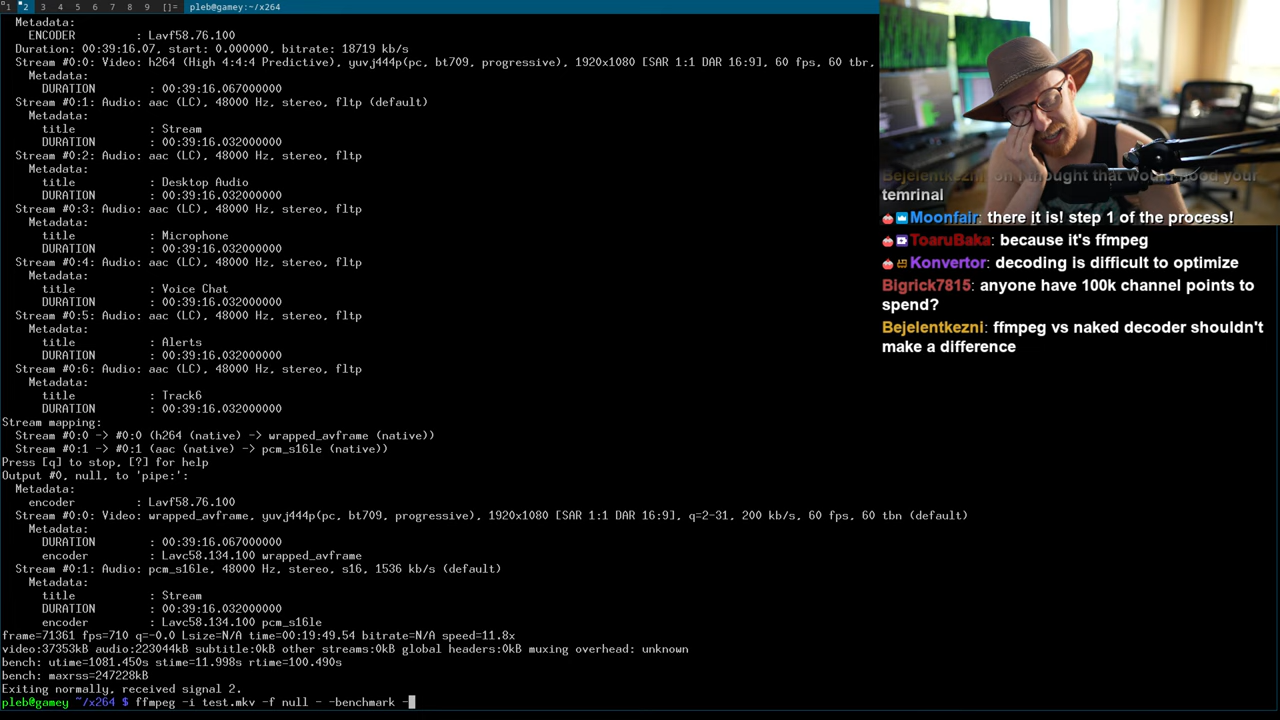 1 2 3 4 5 6 7 8 9 []= pleb@gamey:~/x264
Metadata:
ENCODER : Lavf58.76.100
Duration: 00:39:16.07, start: 0.000000, bitrate: 18719 kb/s
Stream #0:0: Video: h264 (High 4:4:4 Predictive), yuvj444p(pc, bt709, progressive), 1920x1080 [SAR 1:1 DAR 16:9], 60 fps, 60 tbr,
Metadata:
DURATION : 00:39:16.067000000
Stream #0:1: Audio: aac (LC), 48000 Hz, stereo, fltp (default)
Metadata:
title : Stream
DURATION : 00:39:16.032000000
Stream #0:2: Audio: aac (LC), 48000 Hz, stereo, fltp
Metadata:
title : Desktop Audio
DURATION : 00:39:16.032000000
Stream #0:3: Audio: aac (LC), 48000 Hz, stereo, fltp
Metadata:
title : Microphone
DURATION : 00:39:16.032000000
Stream #0:4: Audio: aac (LC), 48000 Hz, stereo, fltp
Metadata:
title : Voice Chat
DURATION : 00:39:16.032000000
Stream #0:5: Audio: aac (LC), 48000 Hz, stereo, fltp
Metadata:
title : Alerts
DURATION : 00:39:16.032000000
Stream #0:6: Audio: aac (LC), 48000 Hz, stereo, fltp
Metadata:
title : Track6
DURATION : 00:39:16.032000000
Stream mapping:
Stream #0:0 -> #0:0 (h264 (native) -> wrapped_avframe (native))
Stream #0:1 -> #0:1 (aac (native) -> pcm_s16le (native))
Press [q] to stop, [?] for help
Output #0, null, to 'pipe:':
Metadata:
encoder : Lavf58.76.100
Stream #0:0: Video: wrapped_avframe, yuvj444p(pc, bt709, progressive), 1920x1080 [SAR 1:1 DAR 16:9], q=2-31, 200 kb/s, 60 fps, 60 tbn (default)
Metadata:
DURATION : 00:39:16.067000000
encoder : Lavc58.134.100 wrapped_avframe
Stream #0:1: Audio: pcm_s16le, 48000 Hz, stereo, s16, 1536 kb/s (default)
Metadata:
title : Stream
DURATION : 00:39:16.032000000
encoder : Lavc58.134.100 pcm_s16le
frame=71361 fps=710 q=-0.0 Lsize=N/A time=00:19:49.54 bitrate=N/A speed=11.8x
video:37353kB audio:223044kB subtitle:0kB other streams:0kB global headers:0kB muxing overhead: unknown
bench: utime=1081.450s stime=11.998s rtime=100.490s
bench: maxrss=247228kB
Exiting normally, received signal 2.
pleb@gamey ~/x264 $ ffmpeg -i test.mkv -f null - -benchmark -
Bejelentkezni: oh I thought that would flood your
temrinal
Moonfair: there it is! step 1 of the process!
ToaruBaka: because it's ffmpeg
Konvertor: decoding is difficult to optimize
Bigrick7815: anyone have 100k channel points to
spend?
Bejelentkezni: ffmpeg vs naked decoder shouldn't
make a difference